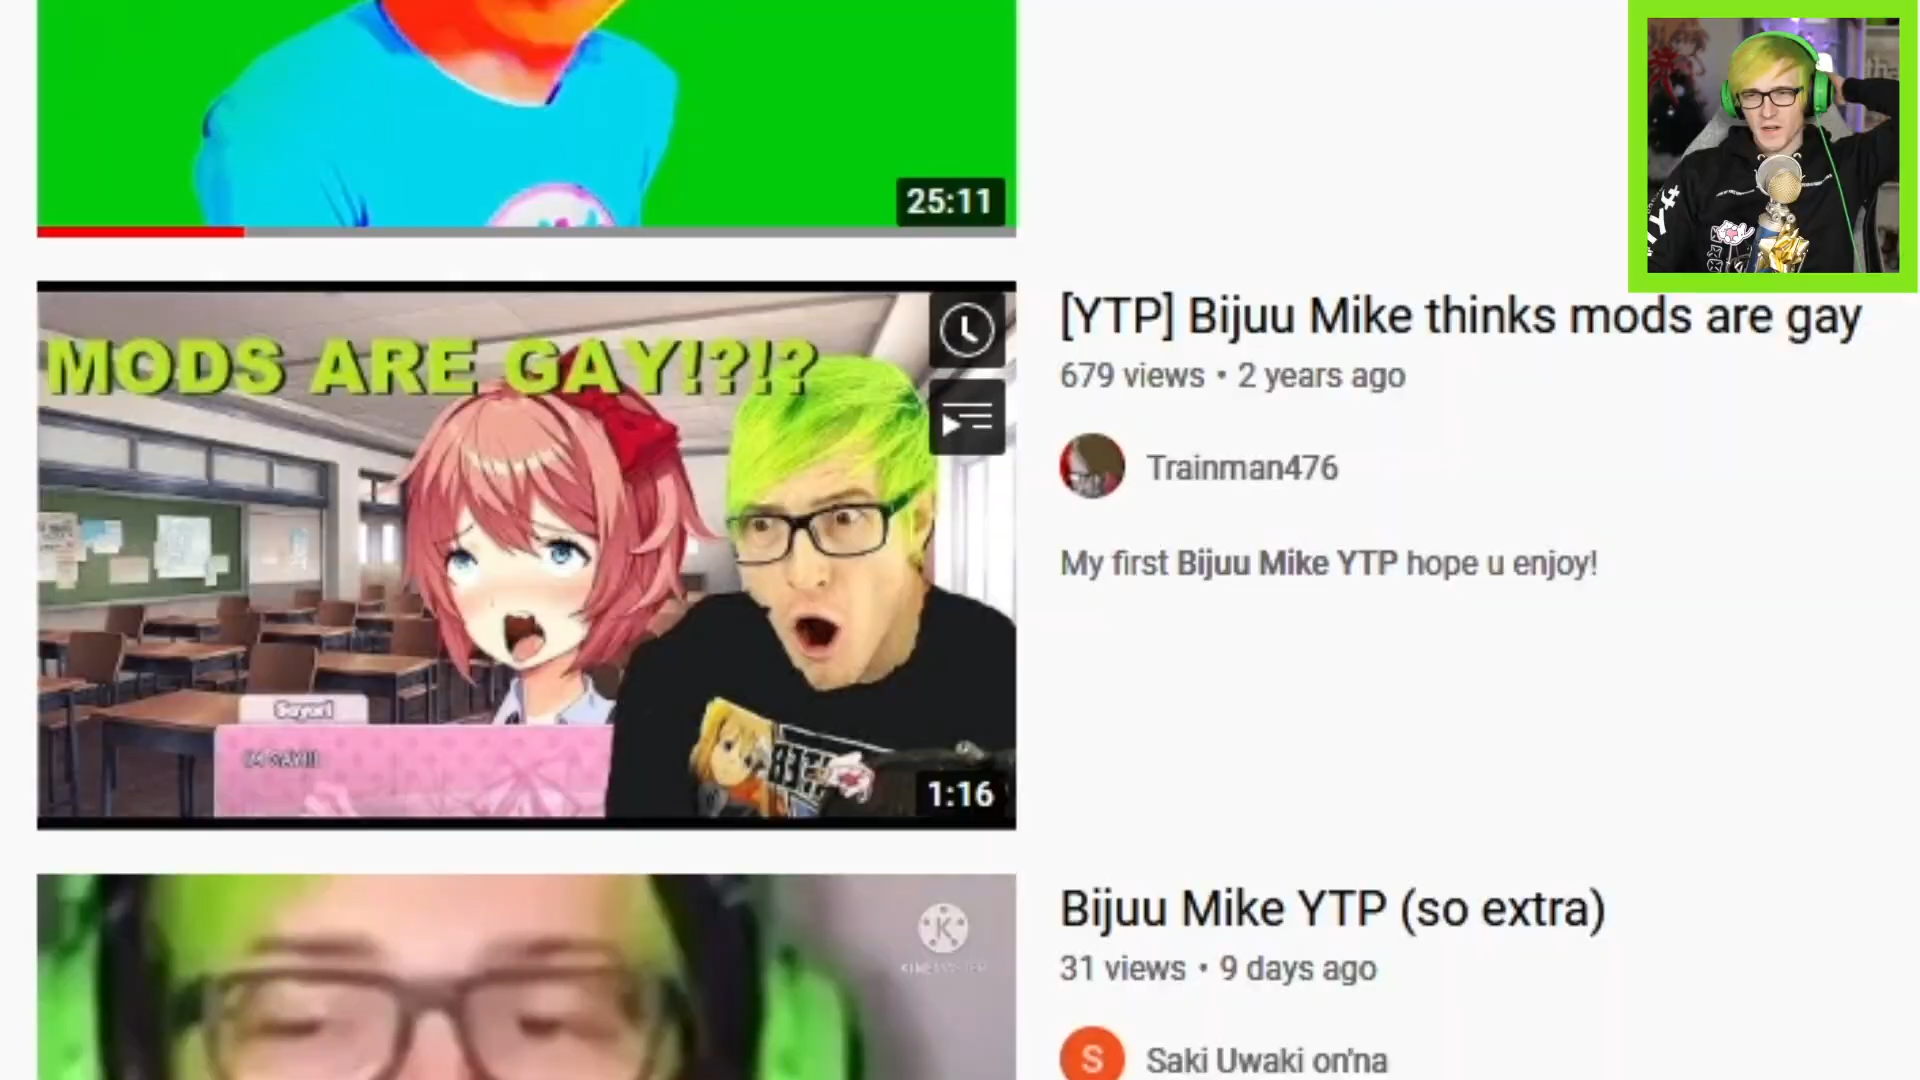 25:11
MODS ARE GAY!?!?
Sayori
I'M GAY!!!
1:16
[YTP] Bijuu Mike thinks mods are gay
679 views • 2 years ago
Trainman476
My first Bijuu Mike YTP hope u enjoy!
K
KINEMASTER
Bijuu Mike YTP (so extra)
31 views • 9 days ago
S
Saki Uwaki on'na